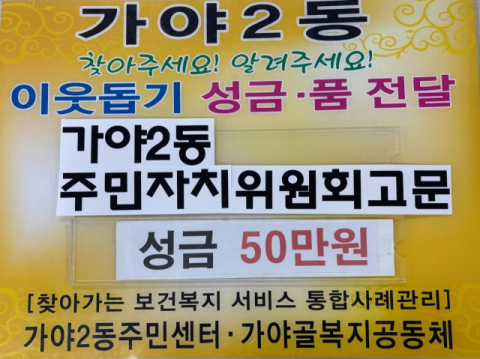 가야2동
찾아주세요! 알려주세요!
이웃돕기 성금·품 전달
가야2동
주민자치위원회고문
성금 50만원
[찾아가는 보건복지 서비스 통합사례관리]
가야2동주민센터·가야골복지공동체